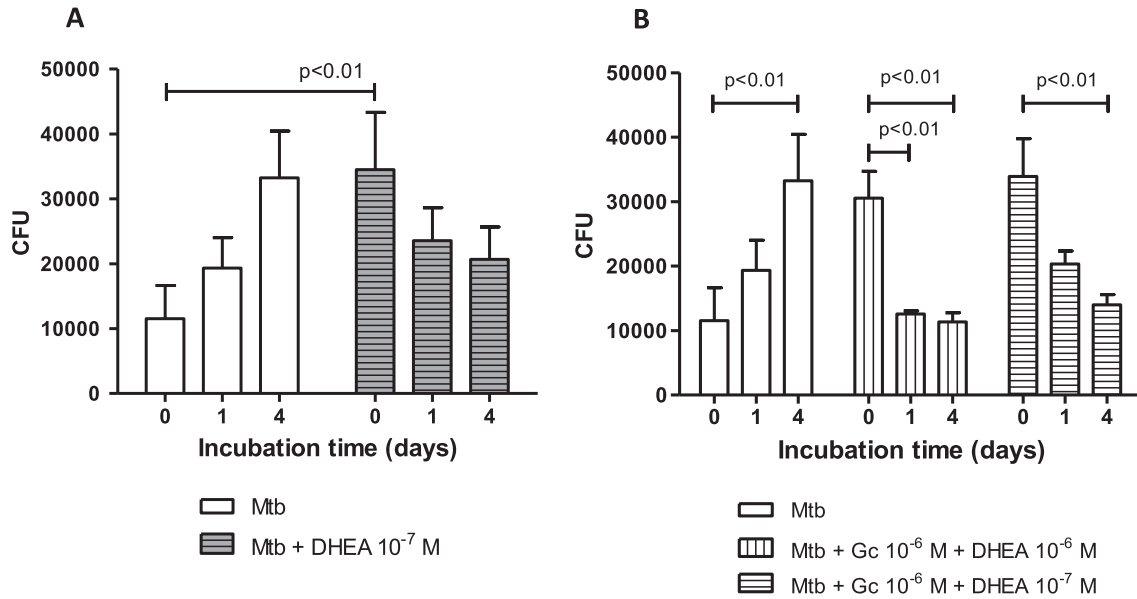 A
p<0.01
50000
40000
30000
20000
10000
0
CFU
0 1 4 0 1 4
Incubation time (days)
Mtb
Mtb + DHEA 10⁻⁷ M
B
p<0.01 p<0.01 p<0.01
p<0.01
50000
40000
30000
20000
10000
0
CFU
0 1 4 0 1 4 0 1 4
Incubation time (days)
Mtb
Mtb + Gc 10⁻⁶ M + DHEA 10⁻⁶ M
Mtb + Gc 10⁻⁶ M + DHEA 10⁻⁷ M